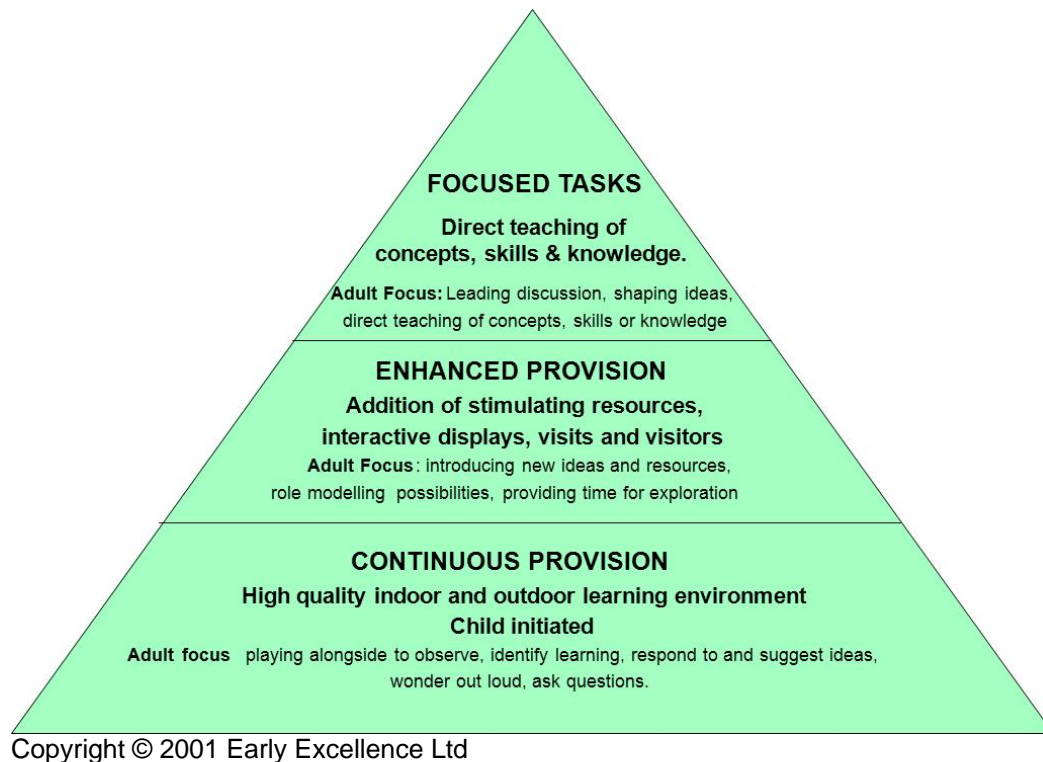 FOCUSED TASKS
Direct teaching of
concepts, skills & knowledge.
Adult Focus: Leading discussion, shaping ideas,
direct teaching of concepts, skills or knowledge
ENHANCED PROVISION
Addition of stimulating resources,
interactive displays, visits and visitors
Adult Focus: introducing new ideas and resources,
role modelling possibilities, providing time for exploration
CONTINUOUS PROVISION
High quality indoor and outdoor learning environment
Child initiated
Adult focus playing alongside to observe, identify learning, respond to and suggest ideas,
wonder out loud, ask questions.
Copyright © 2001 Early Excellence Ltd